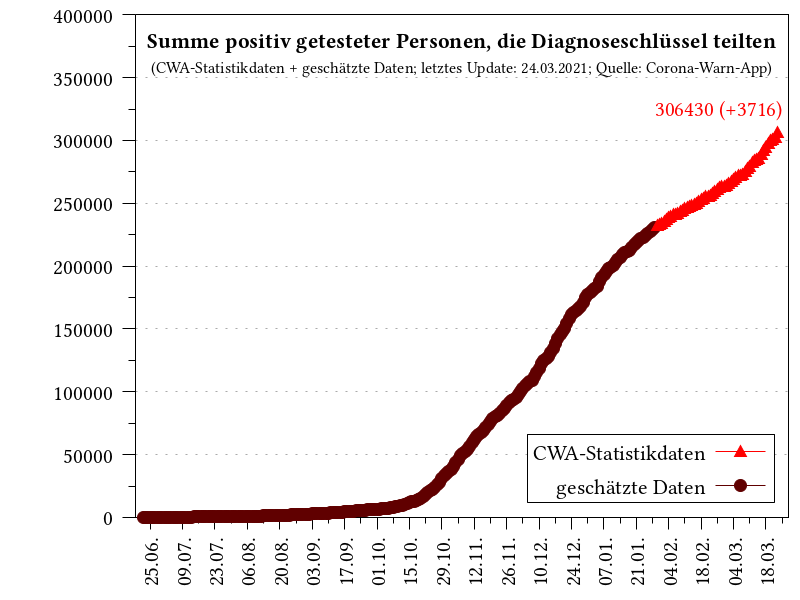 Summe positiv getesteter Personen, die Diagnoseschlüssel teilten
(CWA-Statistikdaten + geschätzte Daten; letztes Update: 24.03.2021; Quelle: Corona-Warn-App)
306430 (+3716)
400000
350000
300000
250000
200000
150000
100000
50000
0
CWA-Statistikdaten
geschätzte Daten
25.06. 09.07. 23.07. 06.08. 20.08. 03.09. 17.09. 01.10. 15.10. 29.10. 12.11. 26.11. 10.12. 24.12. 07.01. 21.01. 04.02. 18.02. 04.03. 18.03.